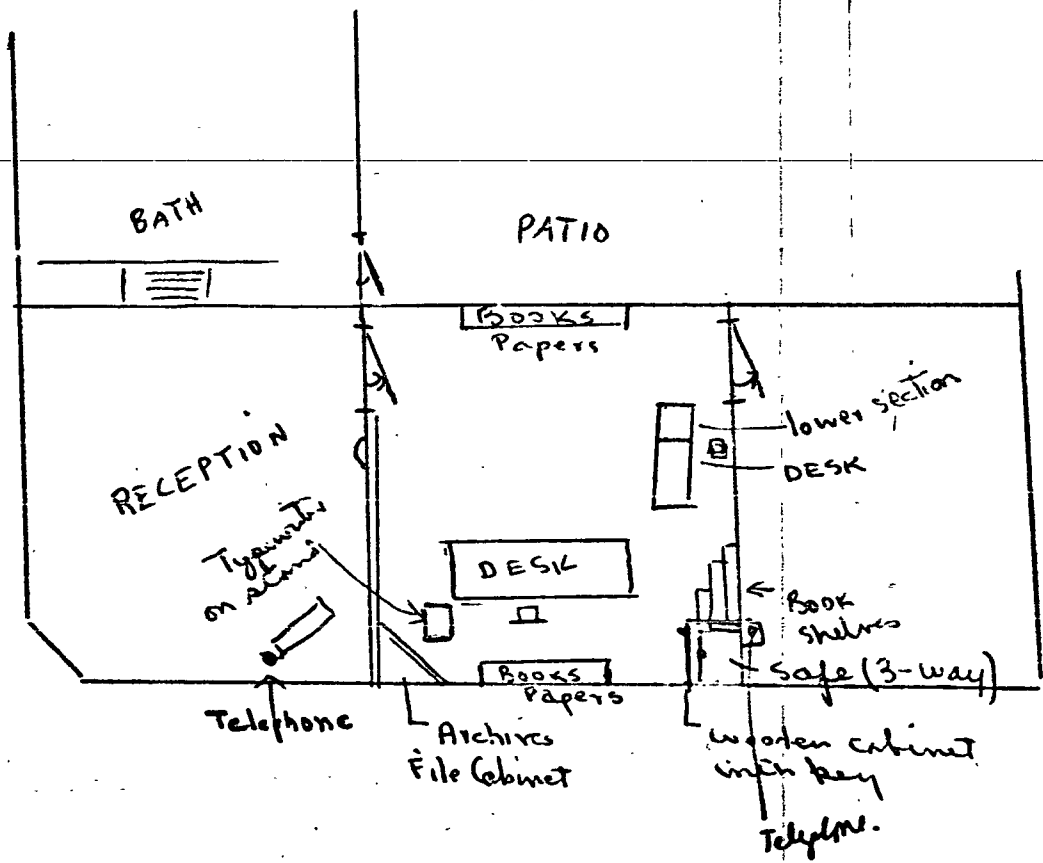 BATH
PATIO
BOOKS
Papers
lower section
DESK
RECEPTION
Typewriter
on stand
DESK
BOOK
shelves
Safe (3-way)
BOOKS
Papers
Telephone
Archives
File Cabinet
wooden cabinet
key
Telephone.